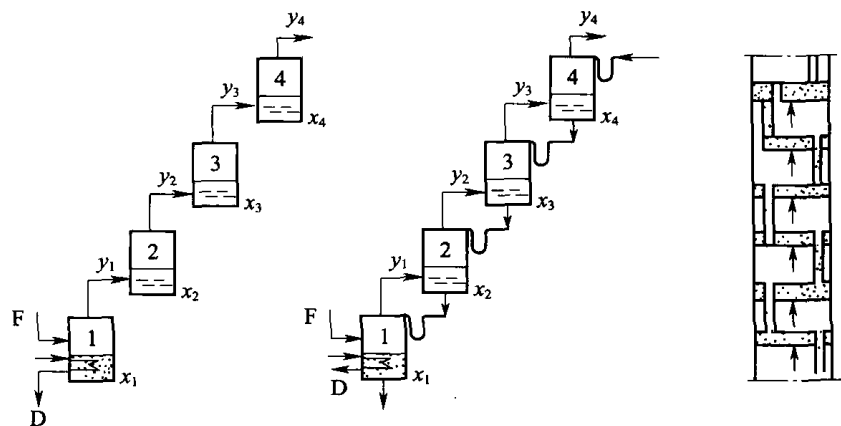 y₄
4
y₃
x₄
3
y₂
x₃
2
y₁
x₂
F
1
x₁
D
y₄
4
y₃
x₄
3
y₂
x₃
2
y₁
x₂
F
1
D
x₁